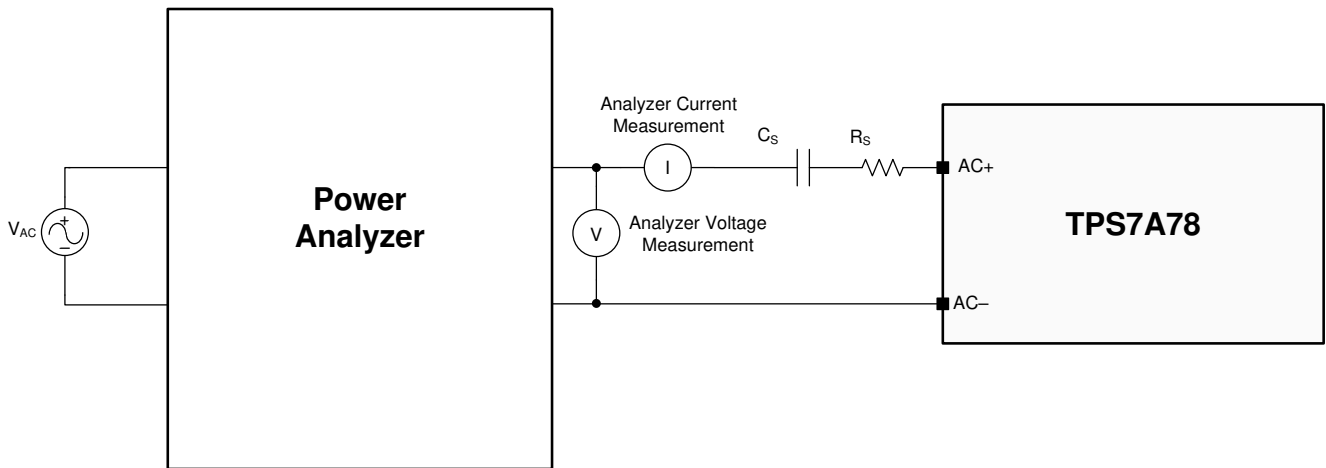 Analyzer Current
Measurement
C_S
R_S
I
AC+
Power
Analyzer
V_AC
+
–
V
Analyzer Voltage
Measurement
TPS7A78
AC–